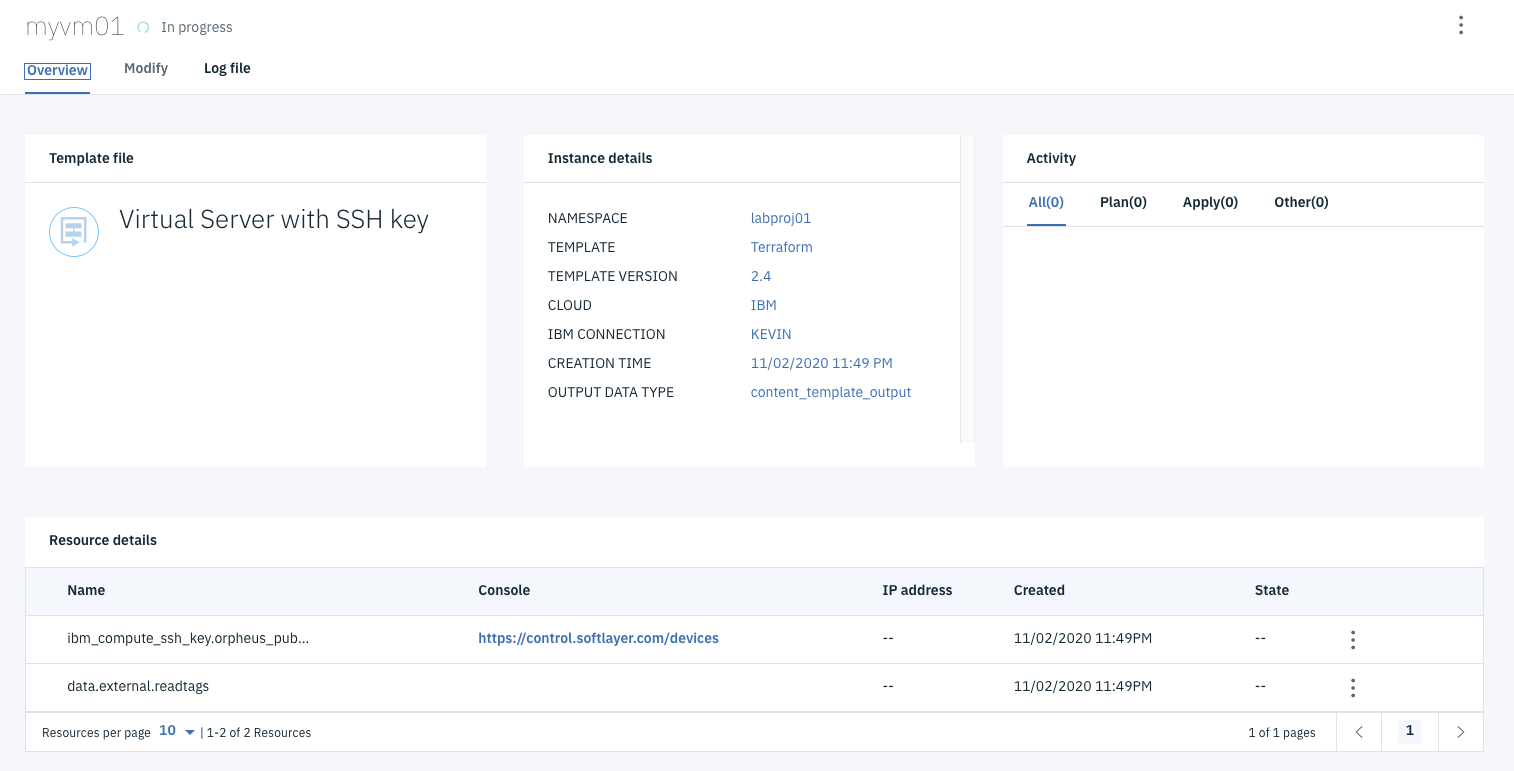 myvm01 In progress
Overview Modify Log file
Template file
Virtual Server with SSH key
Instance details
NAMESPACE labproj01
TEMPLATE Terraform
TEMPLATE VERSION 2.4
CLOUD IBM
IBM CONNECTION KEVIN
CREATION TIME 11/02/2020 11:49 PM
OUTPUT DATA TYPE content_template_output
Activity
All(0) Plan(0) Apply(0) Other(0)
Resource details
Name Console IP address Created State
ibm_compute_ssh_key.orpheus_pub... https://control.softlayer.com/devices -- 11/02/2020 11:49PM --
data.external.readtags -- 11/02/2020 11:49PM --
Resources per page 10 | 1-2 of 2 Resources 1 of 1 pages 1